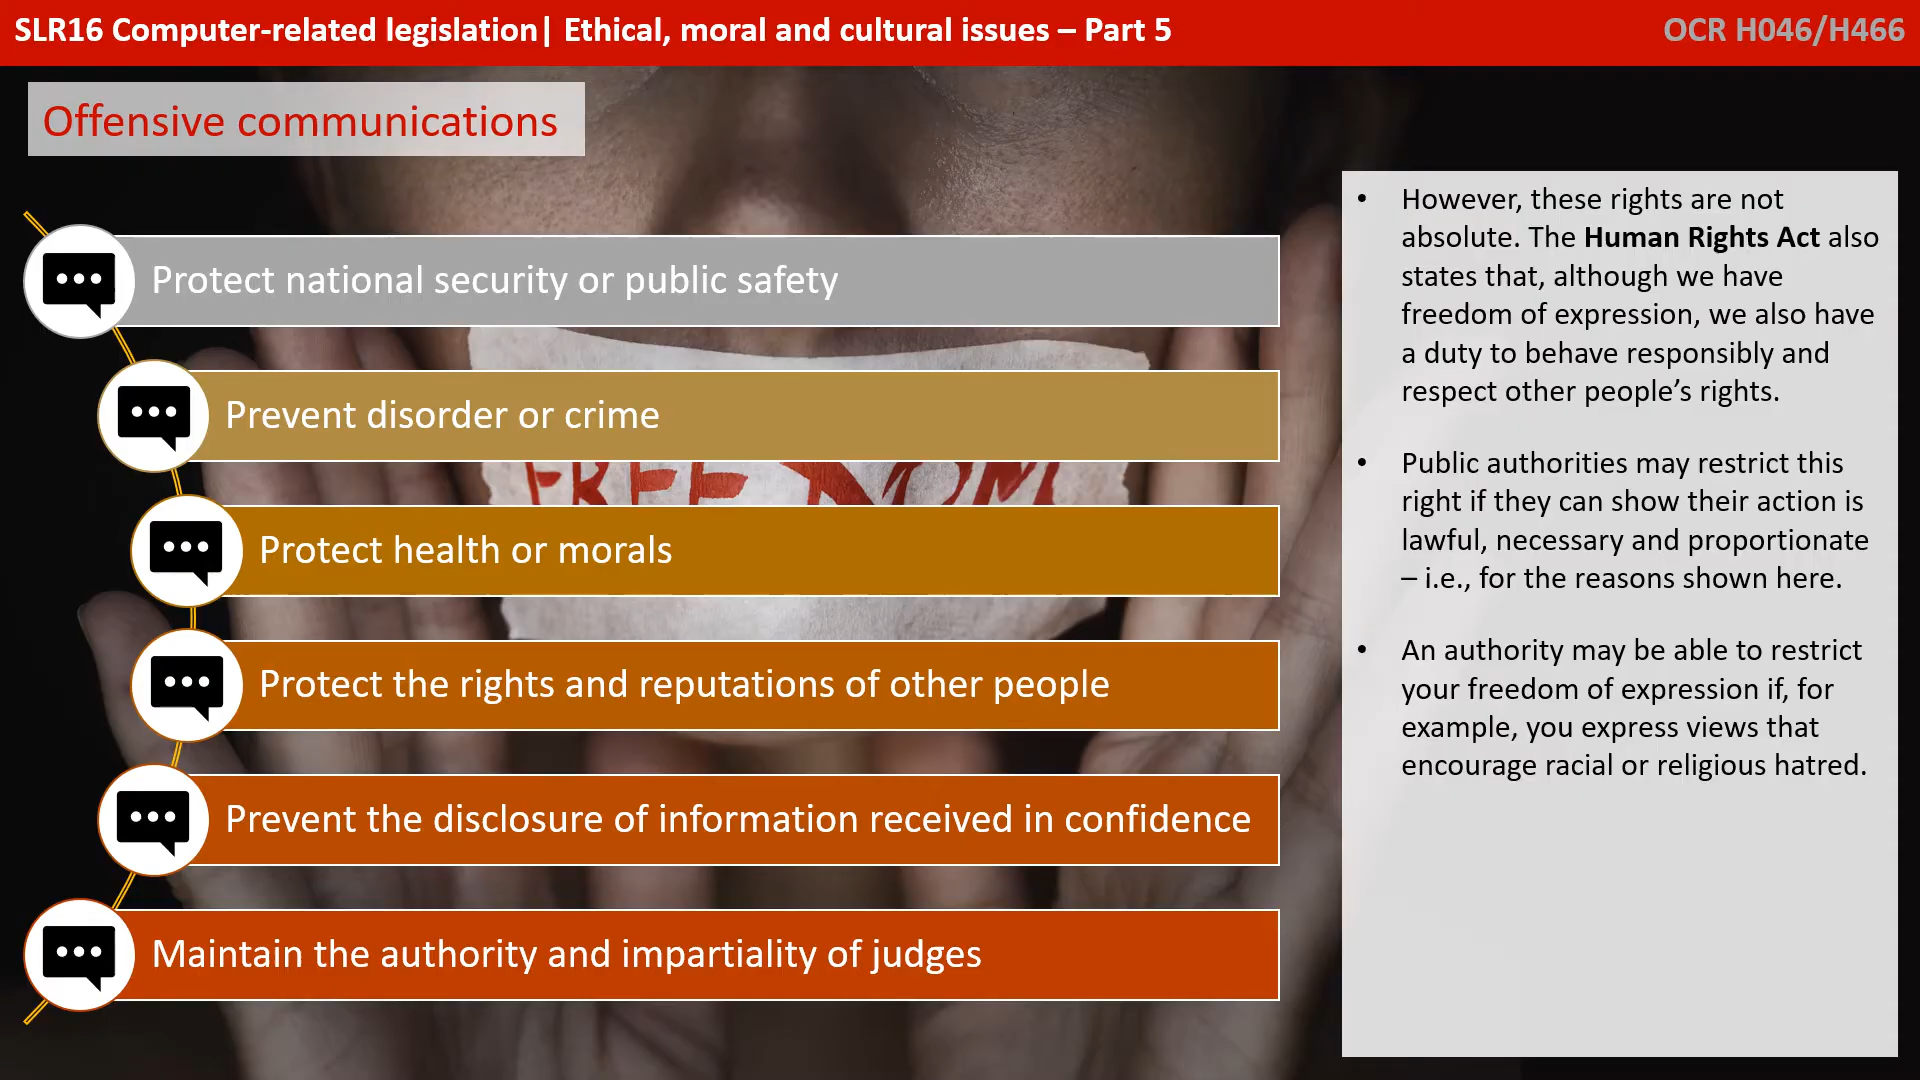 SLR16 Computer-related legislation| Ethical, moral and cultural issues – Part 5
OCR H046/H466
Offensive communications
Protect national security or public safety
Prevent disorder or crime
FREEDOM
Protect health or morals
Protect the rights and reputations of other people
Prevent the disclosure of information received in confidence
Maintain the authority and impartiality of judges
• However, these rights are not
absolute. The Human Rights Act also
states that, although we have
freedom of expression, we also have
a duty to behave responsibly and
respect other people’s rights.
• Public authorities may restrict this
right if they can show their action is
lawful, necessary and proportionate
– i.e., for the reasons shown here.
• An authority may be able to restrict
your freedom of expression if, for
example, you express views that
encourage racial or religious hatred.